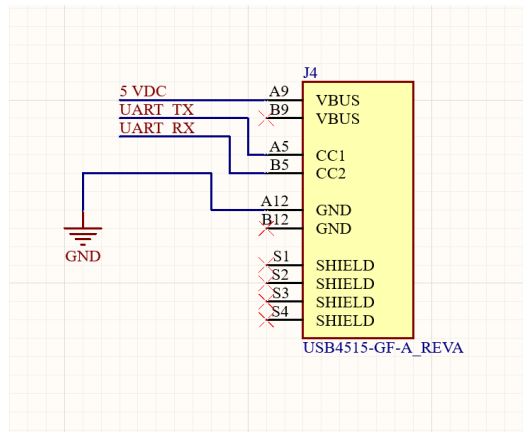 J4
5 VDC
A9
VBUS
UART_TX
B9
VBUS
UART_RX
A5
CC1
B5
CC2
A12
GND
B12
GND
GND
S1
SHIELD
S2
SHIELD
S3
SHIELD
S4
SHIELD
USB4515-GF-A_REVA